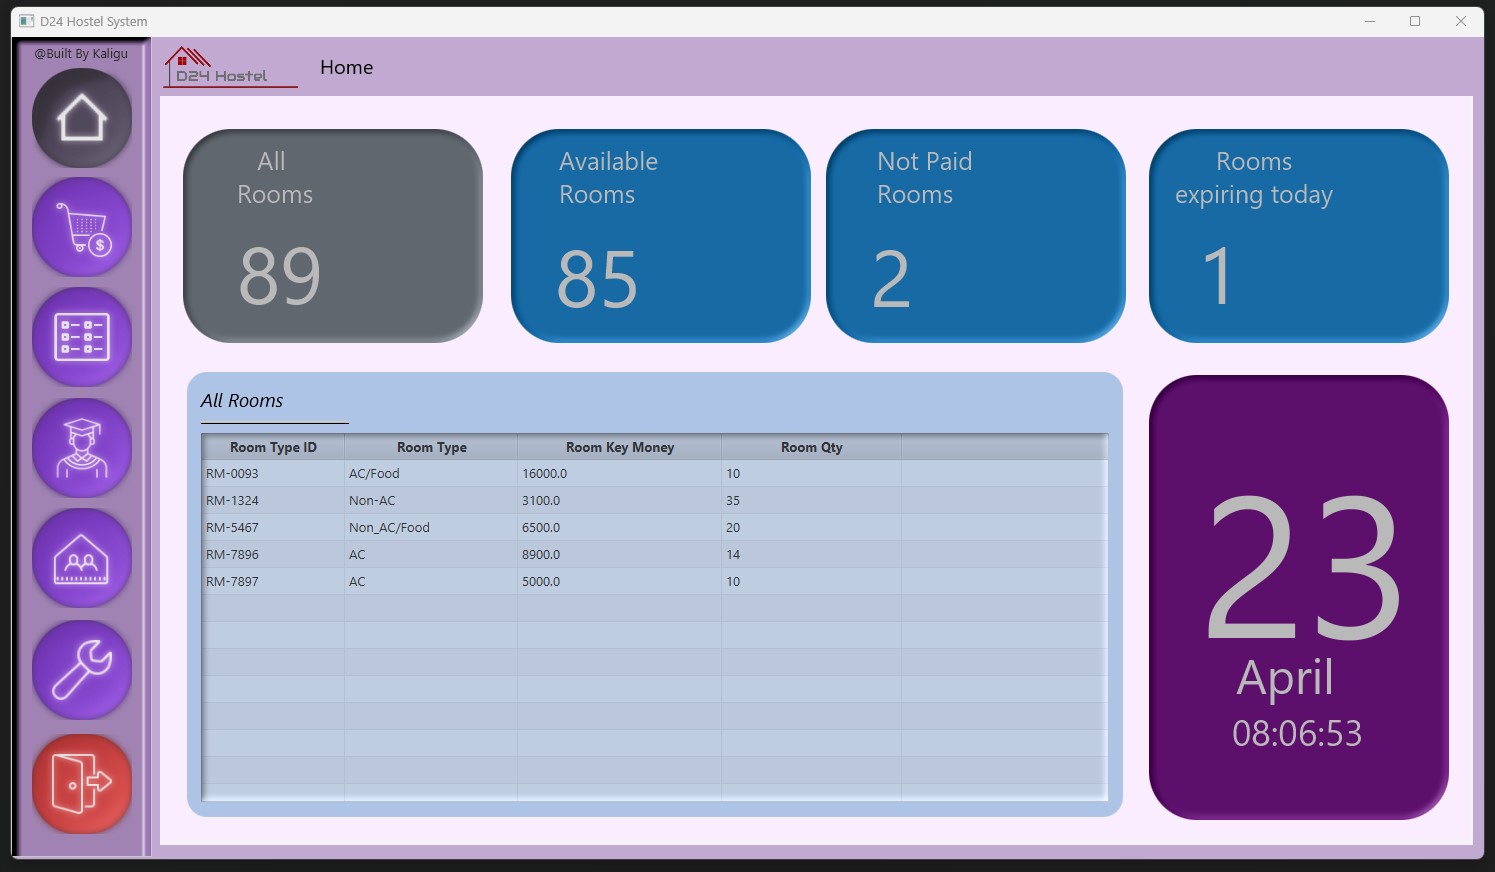 D24 Hostel System
@Built By Kaligu
D24 Hostel
Home
All
Rooms
89
Available
Rooms
85
Not Paid
Rooms
2
Rooms
expiring today
1
$
All Rooms
Room Type ID Room Type Room Key Money Room Qty
RM-0093 AC/Food 16000.0 10
RM-1324 Non-AC 3100.0 35
RM-5467 Non_AC/Food 6500.0 20
RM-7896 AC 8900.0 14
RM-7897 AC 5000.0 10
23
April
08:06:53